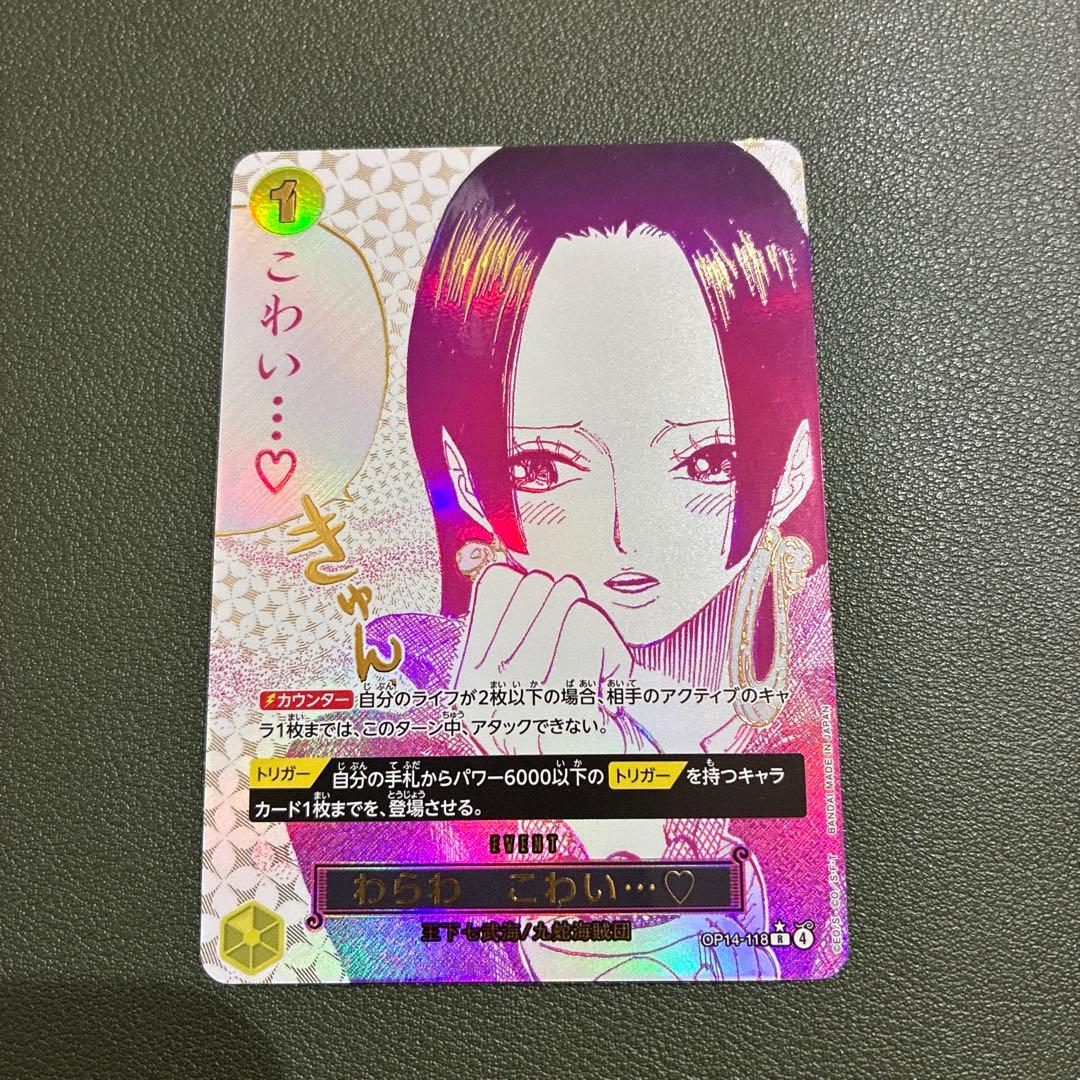 1
こわい…♡
きゅん
カウンター 自分のライフが2枚以下の場合、相手のアクティブのキャ
ラ1枚までは、このターン中、アタックできない。
トリガー 自分の手札からパワー6000以下の トリガー を持つキャラ
カード1枚までを、登場させる。
EVENT
わらわ こわい…♡
王下七武海/九蛇海賊団
OP14-118 R 4
©E.O/S. CO./S・F・T BANDAI MADE IN JAPAN